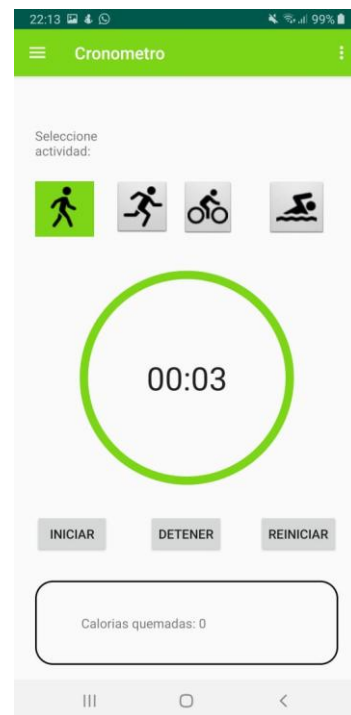 22:13 99%
Cronometro
Seleccione
actividad:
00:03
INICIAR DETENER REINICIAR
Calorias quemadas: 0